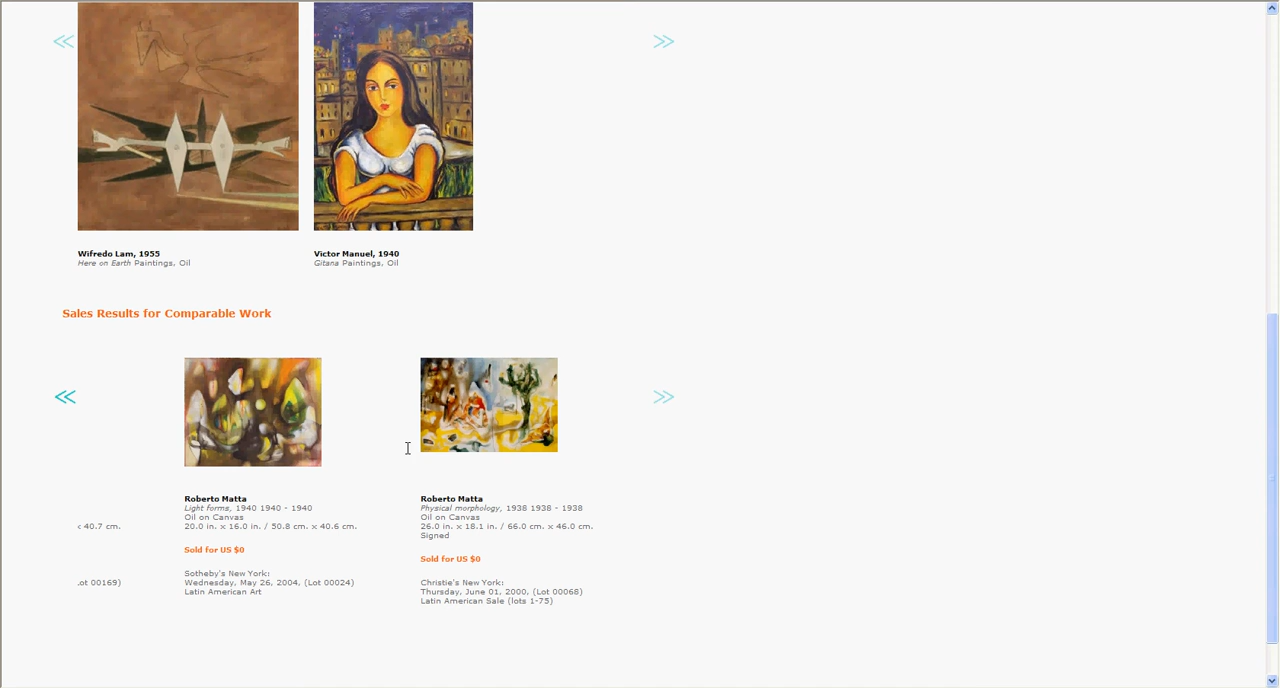 Wifredo Lam, 1955
Here on Earth Paintings, Oil
Victor Manuel, 1940
Gitana Paintings, Oil
Sales Results for Comparable Work
< 40.7 cm.
.ot 00169)
Roberto Matta
Light forms, 1940 1940 - 1940
Oil on Canvas
20.0 in. x 16.0 in. / 50.8 cm. x 40.6 cm.
Sold for US $0
Sotheby's New York:
Wednesday, May 26, 2004, (Lot 00024)
Latin American Art
Roberto Matta
Physical morphology, 1938 1938 - 1938
Oil on Canvas
26.0 in. x 18.1 in. / 66.0 cm. x 46.0 cm.
Signed
Sold for US $0
Christie's New York:
Thursday, June 01, 2000, (Lot 00068)
Latin American Sale (lots 1-75)